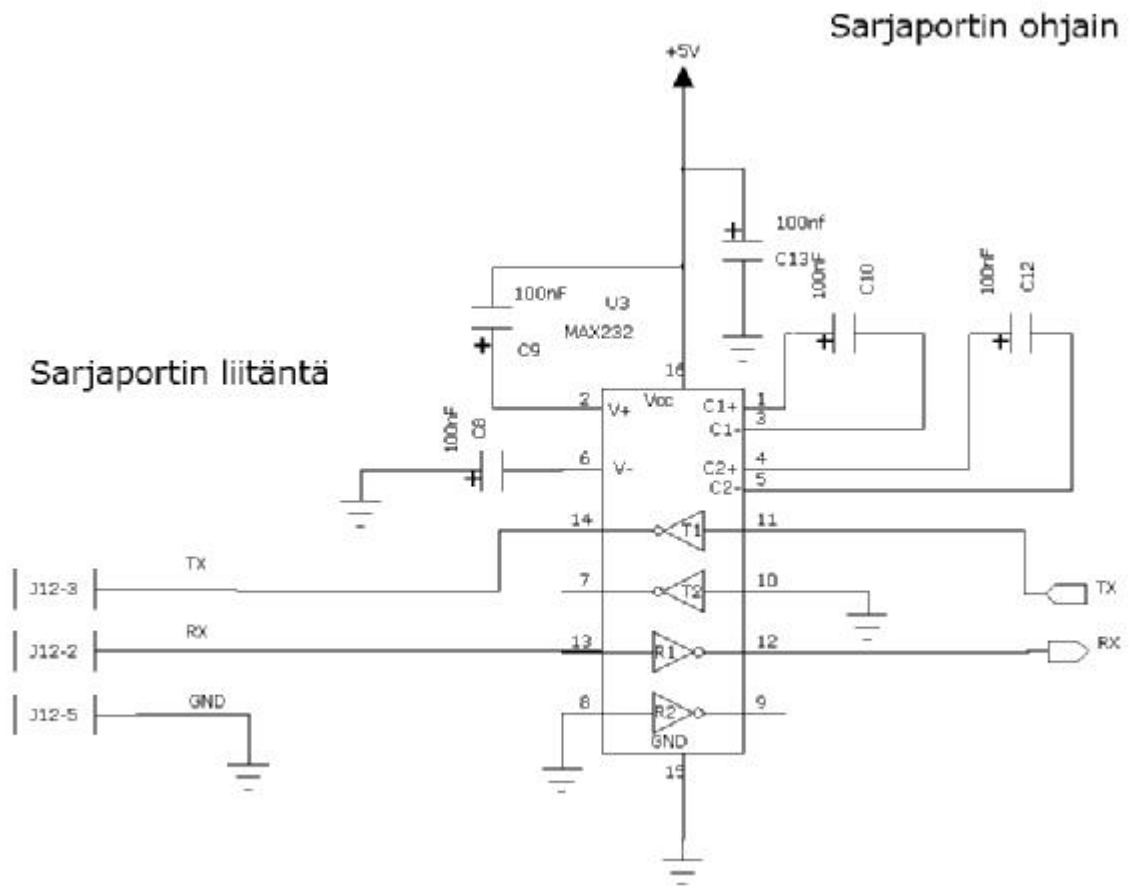 Sarjaportin ohjain
+5V
100nf
C13
100nF
C10
100nF
C12
100nF
U3
MAX232
C9
Sarjaportin liitäntä
16
Vcc
2
V+
C1+
1
C1-
3
100nF
C8
6
V-
C2+
4
C2-
5
14
T1
11
TX
J12-3
7
T2
10
TX
RX
J12-2
13
R1
12
RX
J12-5
GND
8
R2
9
GND
15